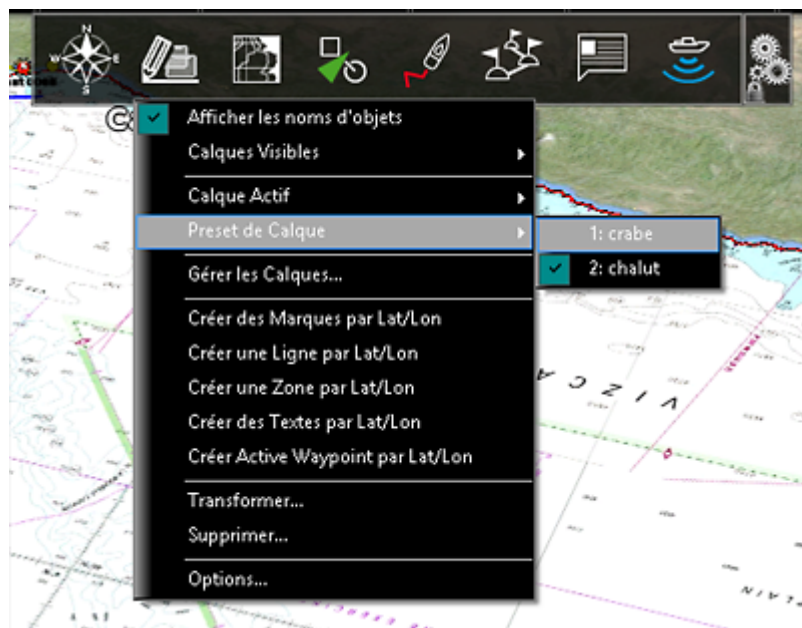 N
S
Afficher les noms d'objets
Calques Visibles
Calque Actif
Preset de Calque
1: crabe
2: chalut
Gérer les Calques...
Créer des Marques par Lat/Lon
Créer une Ligne par Lat/Lon
Créer une Zone par Lat/Lon
Créer des Textes par Lat/Lon
Créer Active Waypoint par Lat/Lon
Transformer...
Supprimer...
Options...
VIZCA